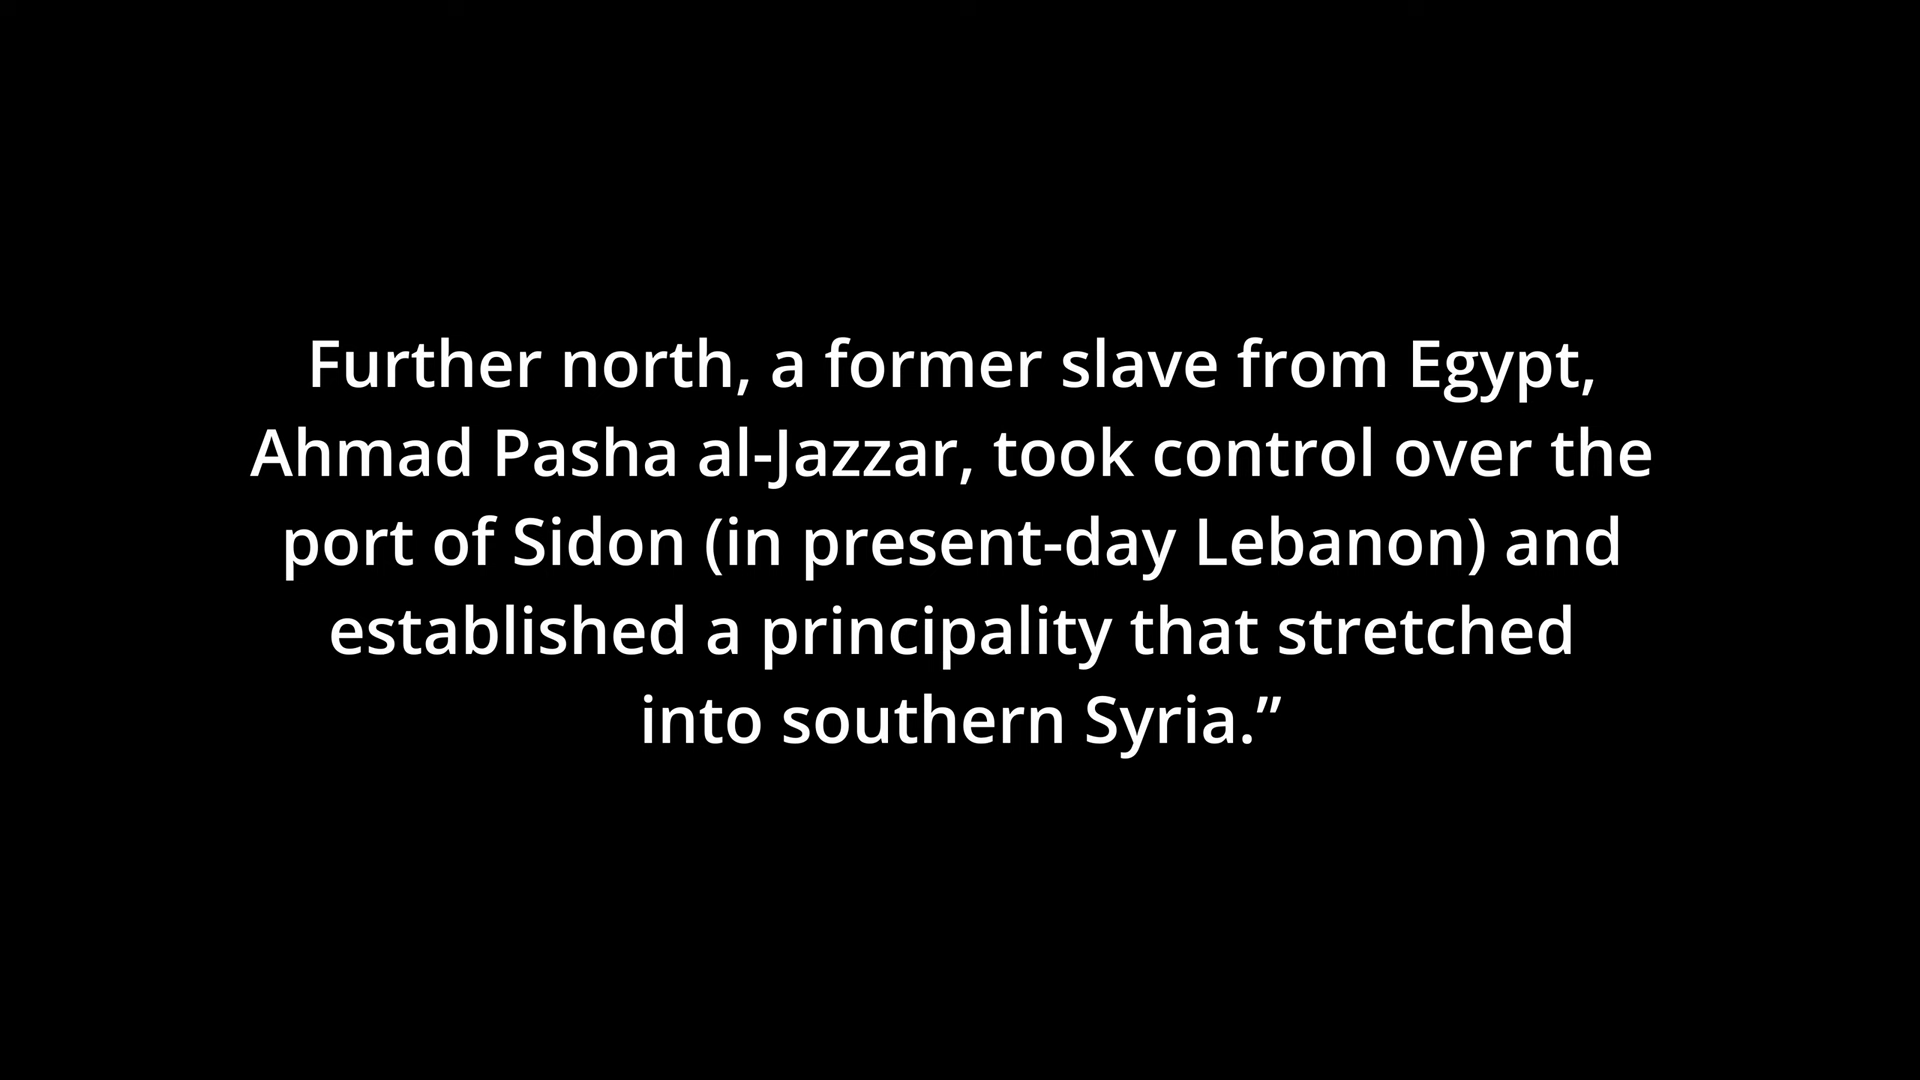 Further north, a former slave from Egypt,
Ahmad Pasha al-Jazzar, took control over the
port of Sidon (in present-day Lebanon) and
established a principality that stretched
into southern Syria.”